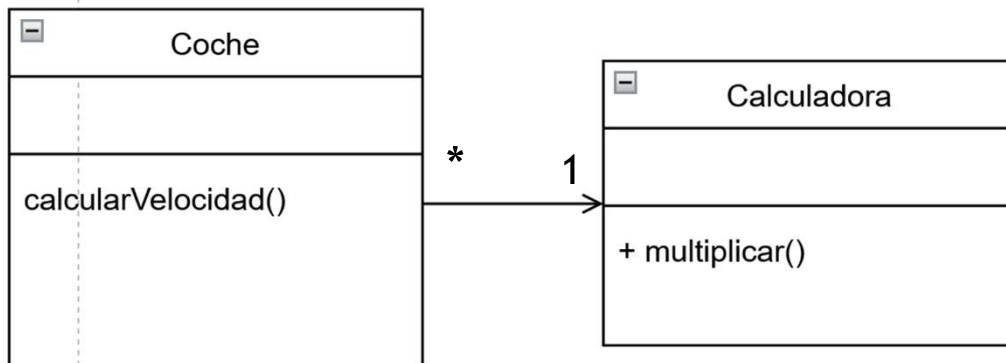 Coche
calcularVelocidad()
* 1
Calculadora
+ multiplicar()